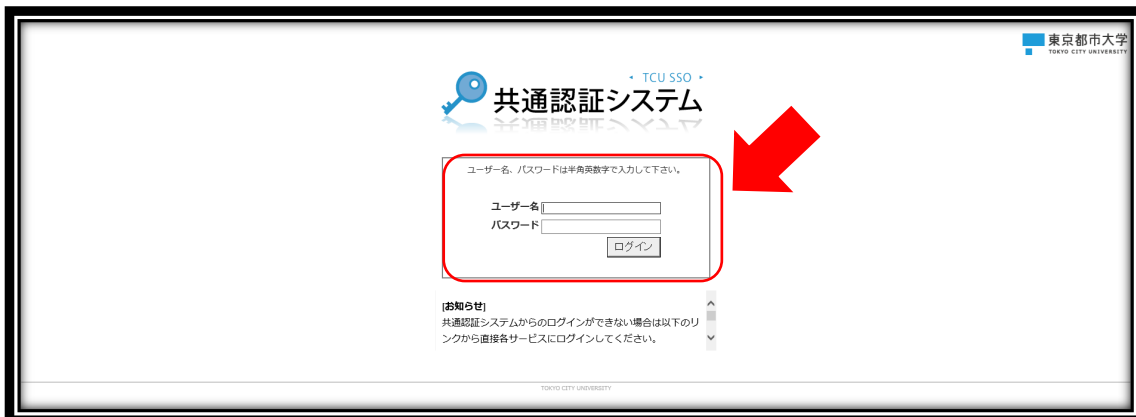 東京都市大学
TOKYO CITY UNIVERSITY
TCU SSO
共通認証システム
ユーザー名、パスワードは半角英数字で入力して下さい。
ユーザー名
パスワード
ログイン
[お知らせ]
共通認証システムからのログインができない場合は以下のリ
ンクから直接各サービスにログインしてください。
TOKYO CITY UNIVERSITY